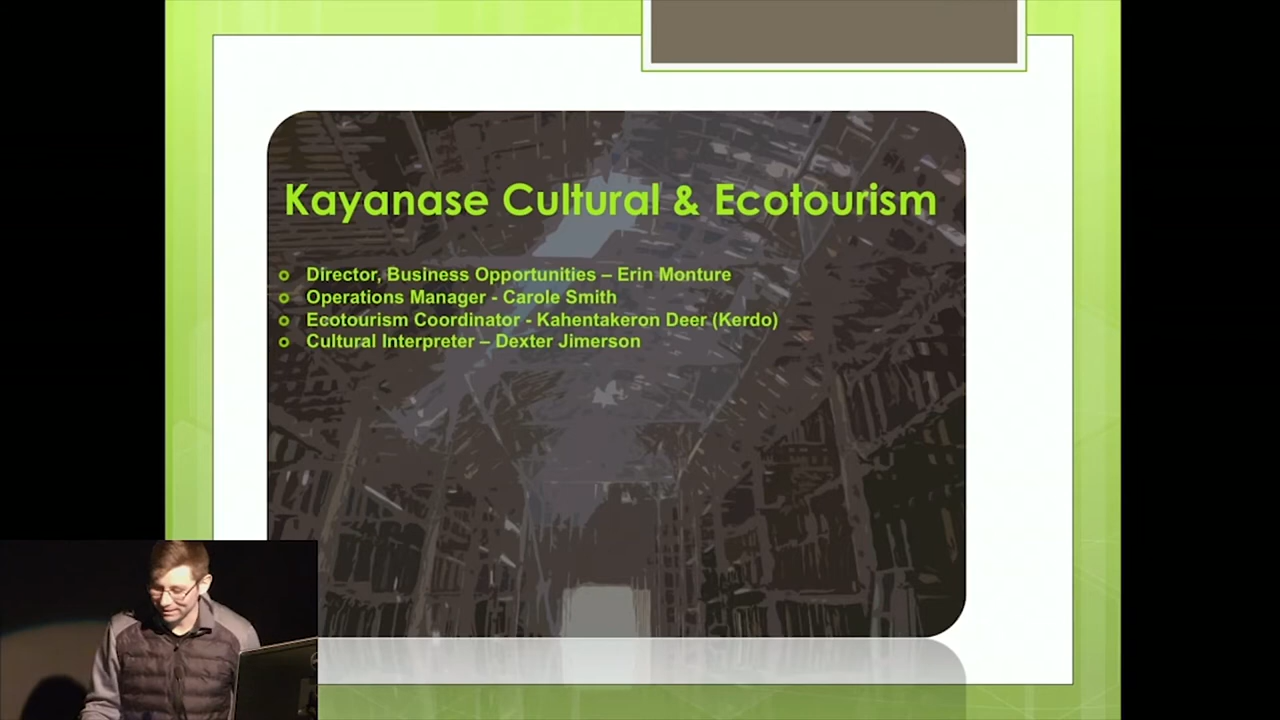 Kayanase Cultural & Ecotourism
Director, Business Opportunities – Erin Monture
Operations Manager - Carole Smith
Ecotourism Coordinator - Kahentakeron Deer (Kerdo)
Cultural Interpreter – Dexter Jimerson